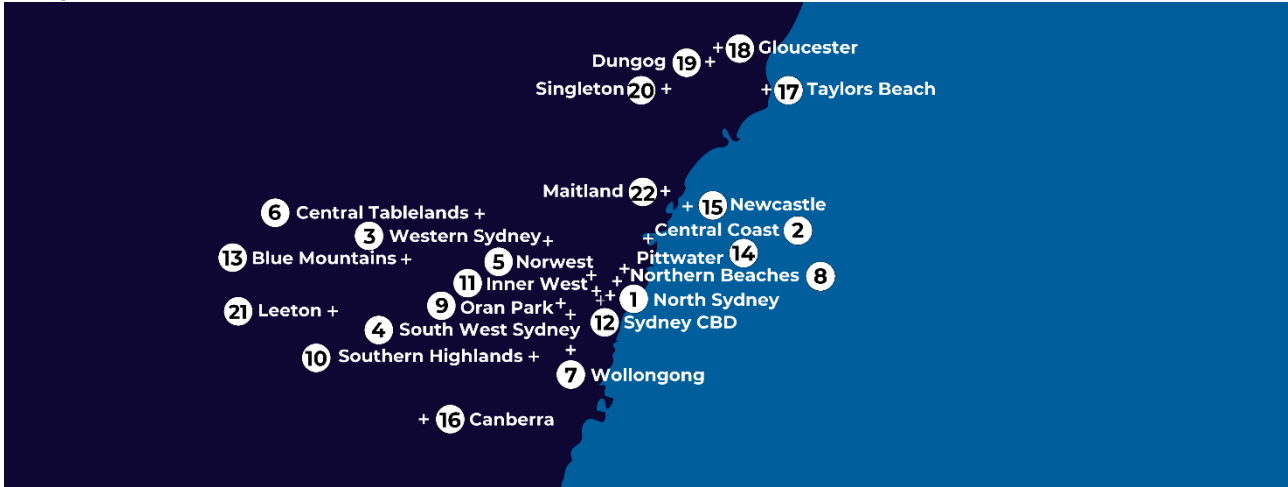 18 Gloucester
Dungog 19
Singleton 20
17 Taylors Beach
Maitland 22
15 Newcastle
6 Central Tablelands
Central Coast 2
3 Western Sydney
Pittwater 14
13 Blue Mountains
5 Norwest
Northern Beaches 8
11 Inner West
1 North Sydney
9 Oran Park
21 Leeton
12 Sydney CBD
4 South West Sydney
10 Southern Highlands
7 Wollongong
16 Canberra